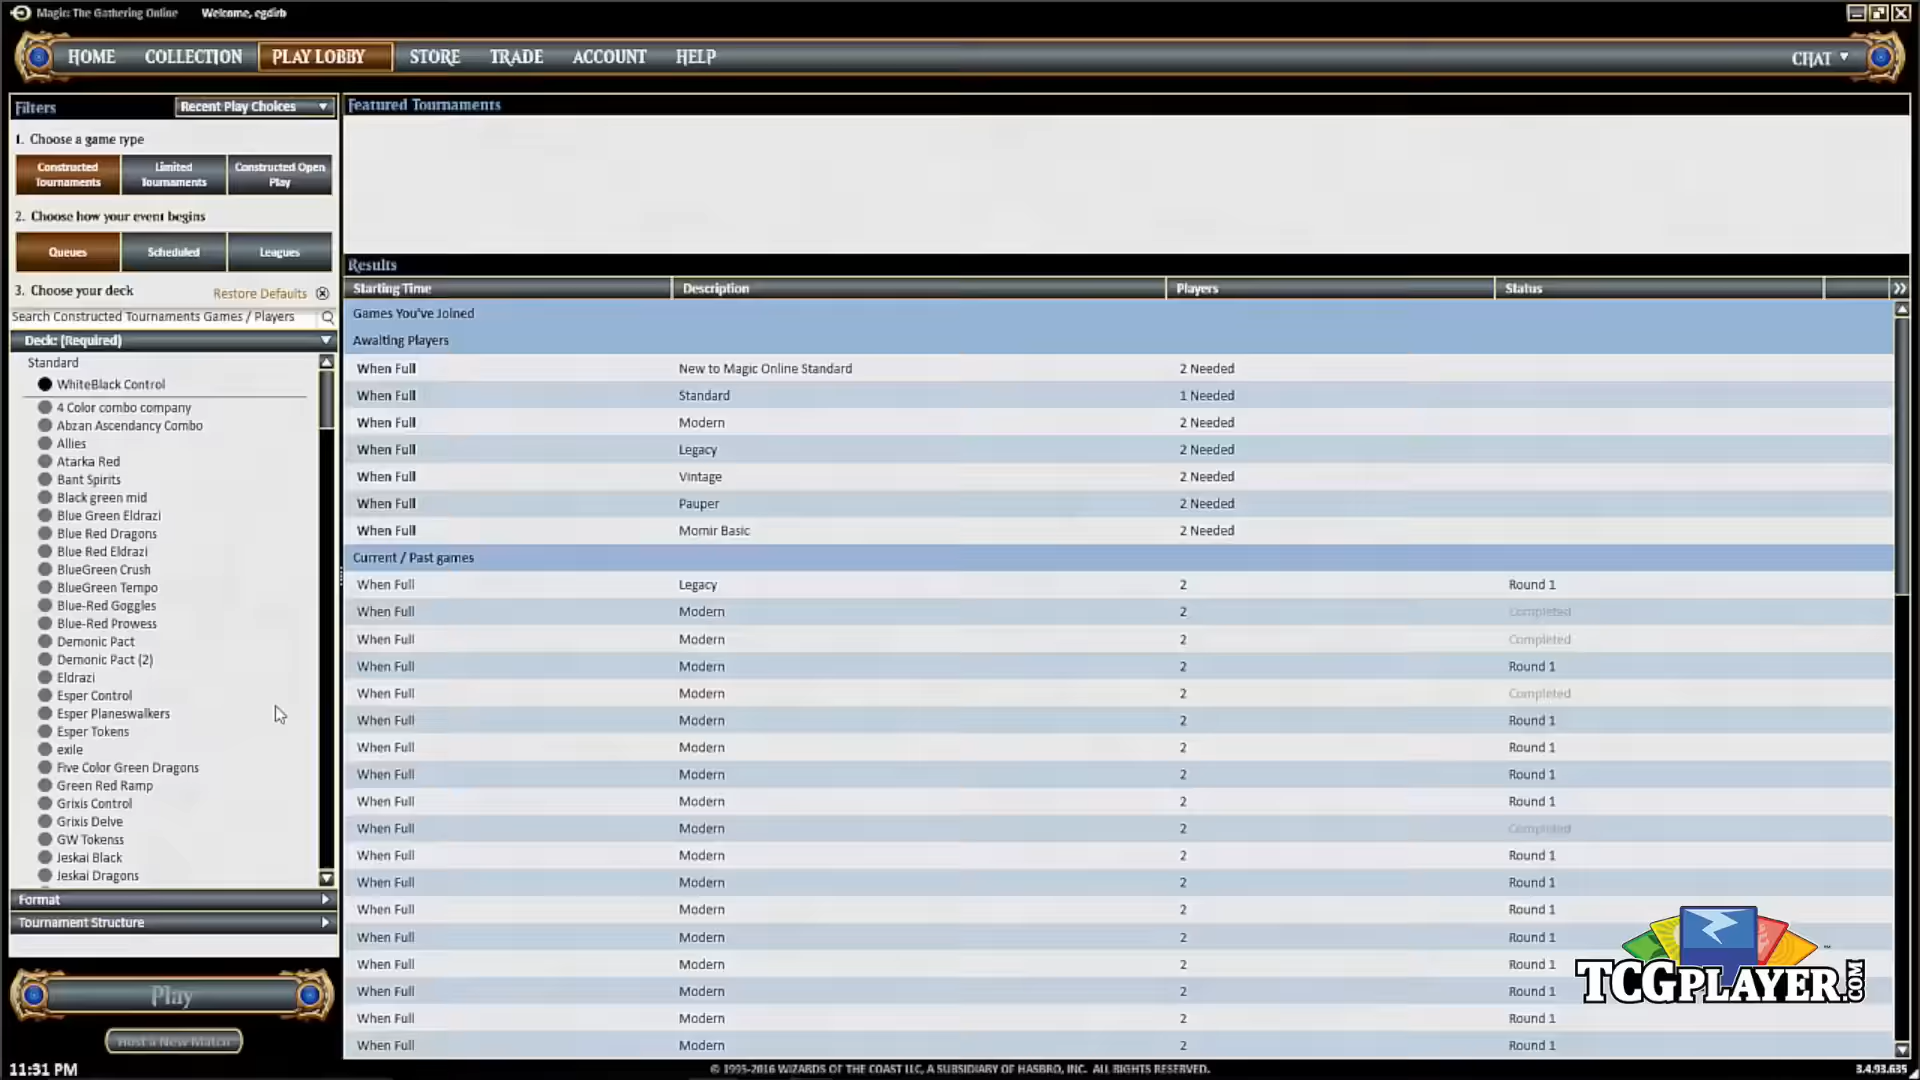 Magic: The Gathering Online Welcome, egdirb
HOME COLLECTION PLAY LOBBY STORE TRADE ACCOUNT HELP CHAT
Filters Recent Play Choices
1. Choose a game type
Constructed Tournaments Limited Tournaments Constructed Open Play
2. Choose how your event begins
Queues Scheduled Leagues
3. Choose your deck Restore Defaults
Search Constructed Tournaments Games / Players
Deck: (Required)
Standard
WhiteBlack Control
4 Color combo company
Abzan Ascendancy Combo
Allies
Atarka Red
Bant Spirits
Black green mid
Blue Green Eldrazi
Blue Red Dragons
Blue Red Eldrazi
BlueGreen Crush
BlueGreen Tempo
Blue-Red Goggles
Blue-Red Prowess
Demonic Pact
Demonic Pact (2)
Eldrazi
Esper Control
Esper Planeswalkers
Esper Tokens
exile
Five Color Green Dragons
Green Red Ramp
Grixis Control
Grixis Delve
GW Tokenss
Jeskai Black
Jeskai Dragons
Format
Tournament Structure
Play
Host a New Match
11:31 PM
Featured Tournaments
Results
Starting Time Description Players Status
Games You've Joined
Awaiting Players
When Full New to Magic Online Standard 2 Needed
When Full Standard 1 Needed
When Full Modern 2 Needed
When Full Legacy 2 Needed
When Full Vintage 2 Needed
When Full Pauper 2 Needed
When Full Momir Basic 2 Needed
Current / Past games
When Full Legacy 2 Round 1
When Full Modern 2 Completed
When Full Modern 2 Completed
When Full Modern 2 Round 1
When Full Modern 2 Completed
When Full Modern 2 Round 1
When Full Modern 2 Round 1
When Full Modern 2 Round 1
When Full Modern 2 Round 1
When Full Modern 2 Completed
When Full Modern 2 Round 1
When Full Modern 2 Round 1
When Full Modern 2 Round 1
When Full Modern 2 Round 1
When Full Modern 2 Round 1
When Full Modern 2 Round 1
When Full Modern 2 Round 1
When Full Modern 2 Round 1
TCGPLAYER.COM
© 1995-2016 WIZARDS OF THE COAST LLC, A SUBSIDIARY OF HASBRO, INC. ALL RIGHTS RESERVED.
3.4.93.635